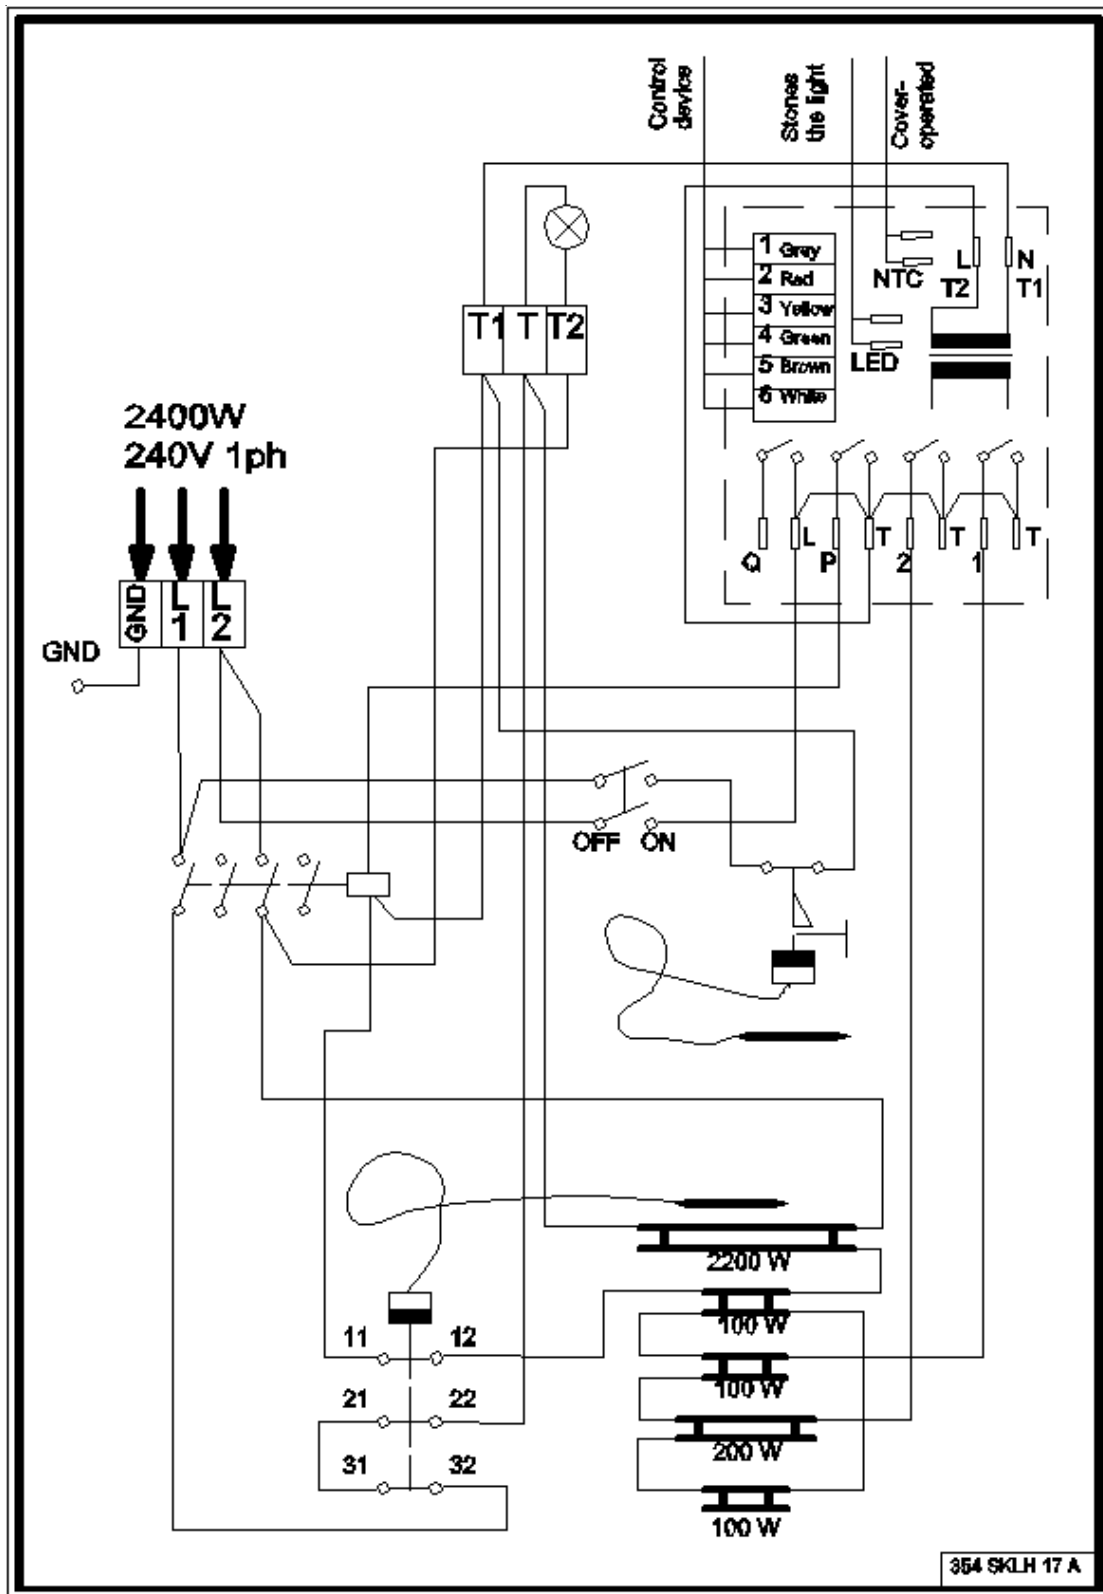 Control
device
Stones
the light
Cover-
operated
1 Grey
2 Red
3 Yellow
4 Green
5 Brown
6 White
NTC
L
N
T2
T1
LED
T1 T T2
2400W
240V 1ph
GND
L
1
L
2
GND
Q
L
P
T
2
T
1
T
OFF ON
2200 W
100 W
11 12
100 W
21 22
200 W
31 32
100 W
354 SKLH 17 A